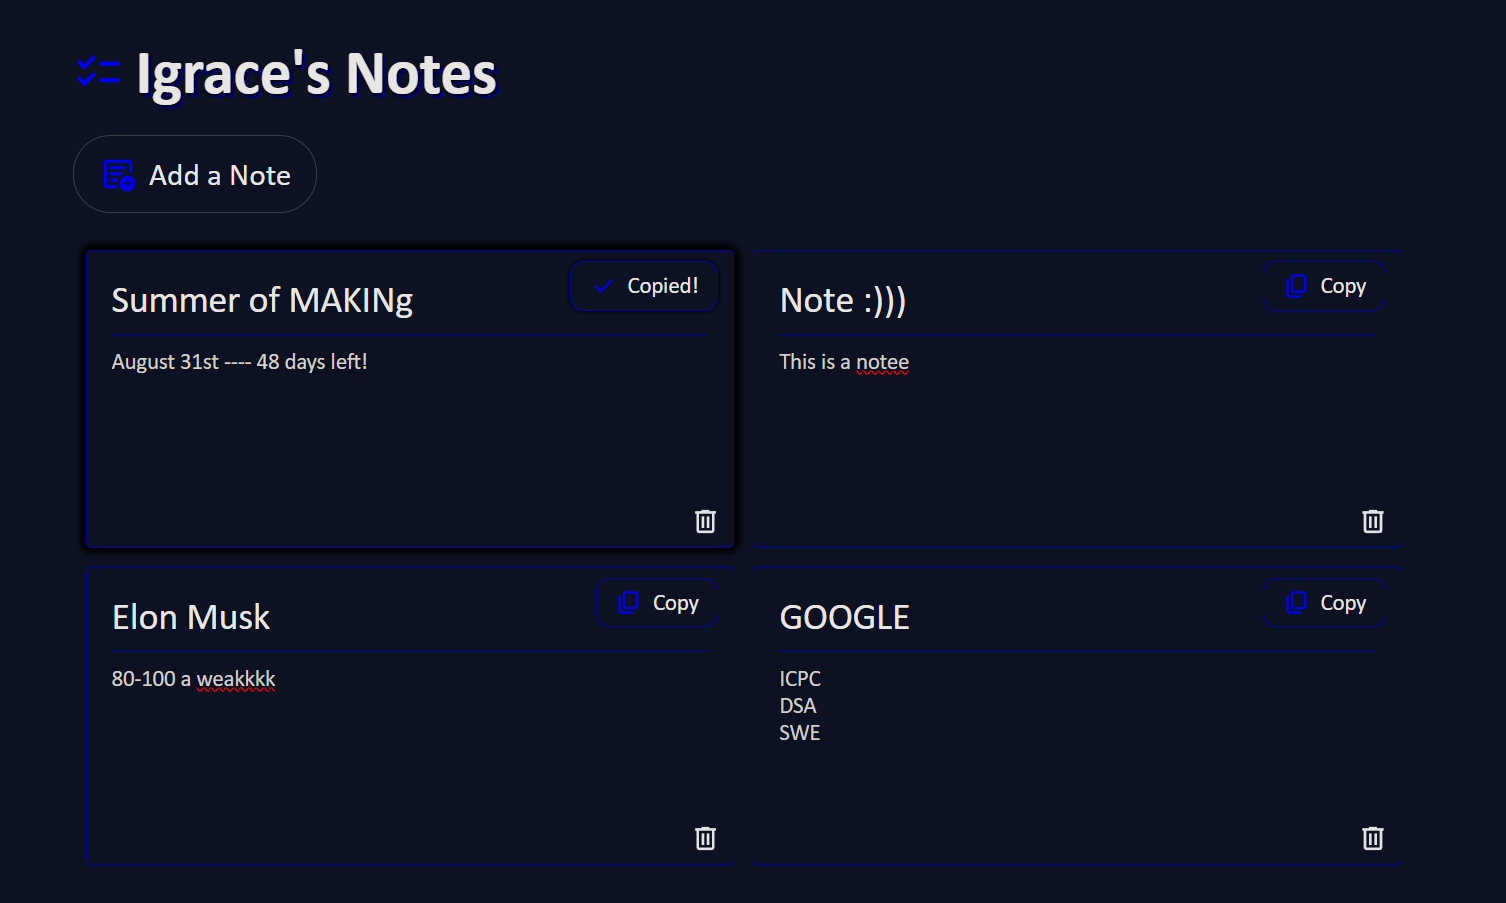 Igrace's Notes
Add a Note
Summer of MAKINg
Copied!
August 31st ---- 48 days left!
Note :)))
Copy
This is a notee
Elon Musk
Copy
80-100 a weakkkk
GOOGLE
Copy
ICPC
DSA
SWE